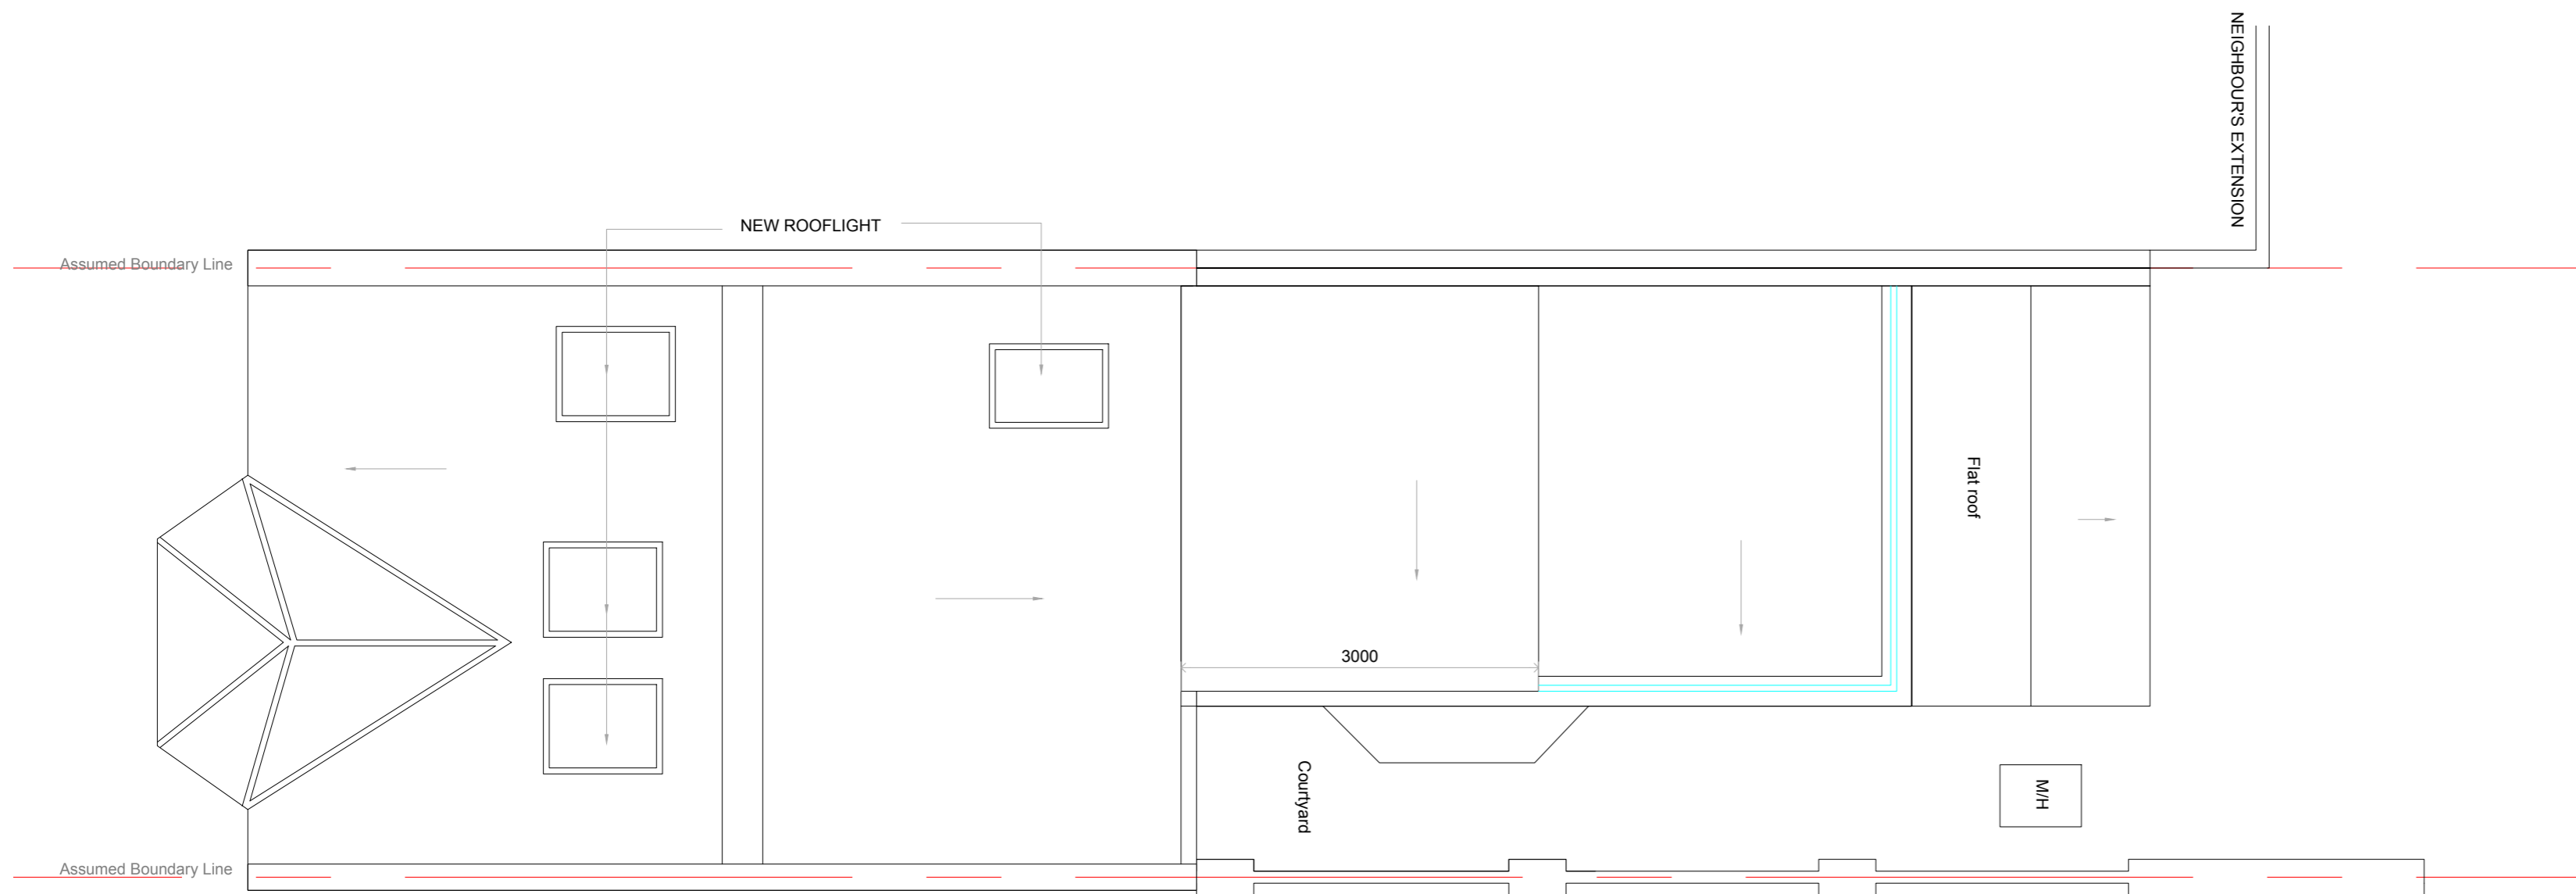 NEIGHBOUR'S EXTENSION
NEW ROOFLIGHT
Assumed Boundary Line
Flat roof
3000
Courtyard
M/H
Assumed Boundary Line